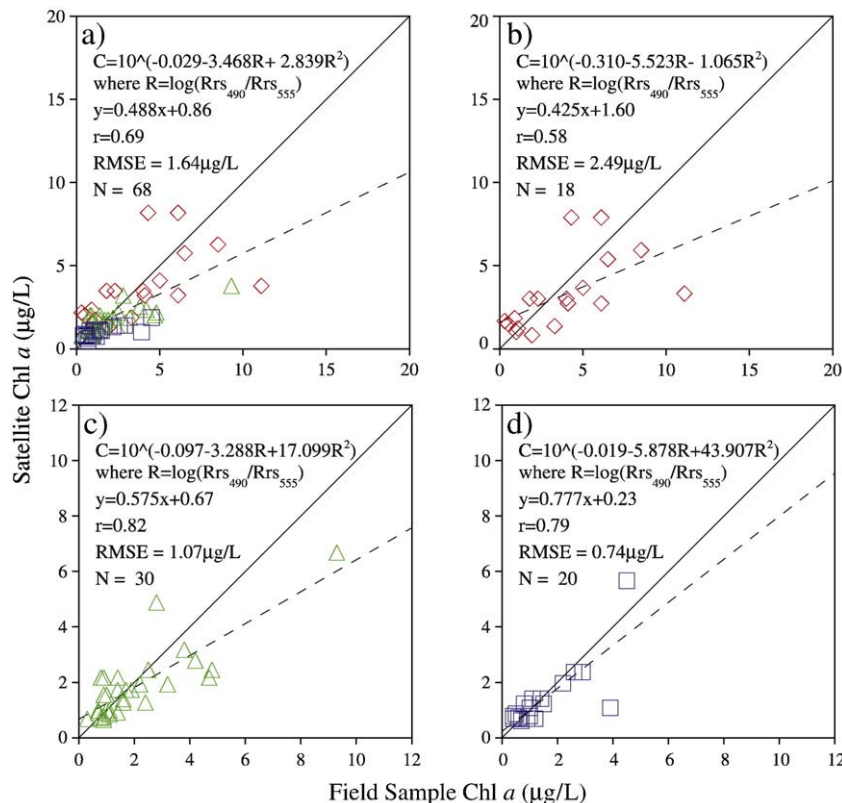 a)
C=10^(-0.029-3.468R+ 2.839R²)
where R=log(Rrs₄₉₀/Rrs₅₅₅)
y=0.488x+0.86
r=0.69
RMSE = 1.64µg/L
N = 68
20
15
10
5
0
0
5
10
15
20
b)
C=10^(-0.310-5.523R- 1.065R²)
where R=log(Rrs₄₉₀/Rrs₅₅₅)
y=0.425x+1.60
r=0.58
RMSE = 2.49µg/L
N = 18
20
15
10
5
0
0
5
10
15
20
c)
C=10^(-0.097-3.288R+17.099R²)
where R=log(Rrs₄₉₀/Rrs₅₅₅)
y=0.575x+0.67
r=0.82
RMSE = 1.07µg/L
N = 30
12
10
8
6
4
2
0
0
2
4
6
8
10
12
d)
C=10^(-0.019-5.878R+43.907R²)
where R=log(Rrs₄₉₀/Rrs₅₅₅)
y=0.777x+0.23
r=0.79
RMSE = 0.74µg/L
N = 20
12
10
8
6
4
2
0
0
2
4
6
8
10
12
Satellite Chl a (µg/L)
Field Sample Chl a (µg/L)